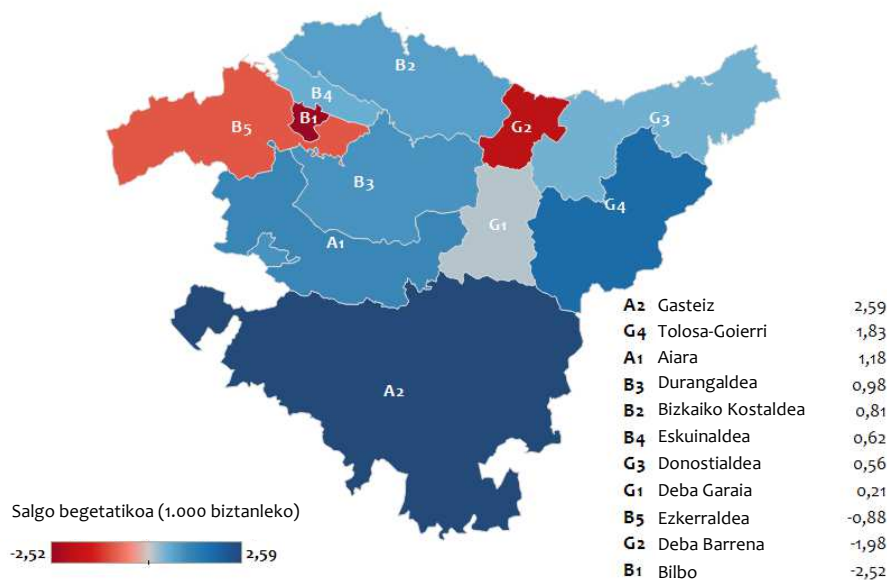 B2
B4
B1
B5
G2
G3
B3
G4
G1
A1
A2
A2 Gasteiz 2,59
G4 Tolosa-Goierri 1,83
A1 Aiara 1,18
B3 Durangaldea 0,98
B2 Bizkaiko Kostaldea 0,81
B4 Eskuinaldea 0,62
G3 Donostialdea 0,56
G1 Deba Garaia 0,21
B5 Ezkerraldea -0,88
G2 Deba Barrena -1,98
B1 Bilbo -2,52
Salgo begetatikoa (1.000 biztanleko)
-2,52 2,59